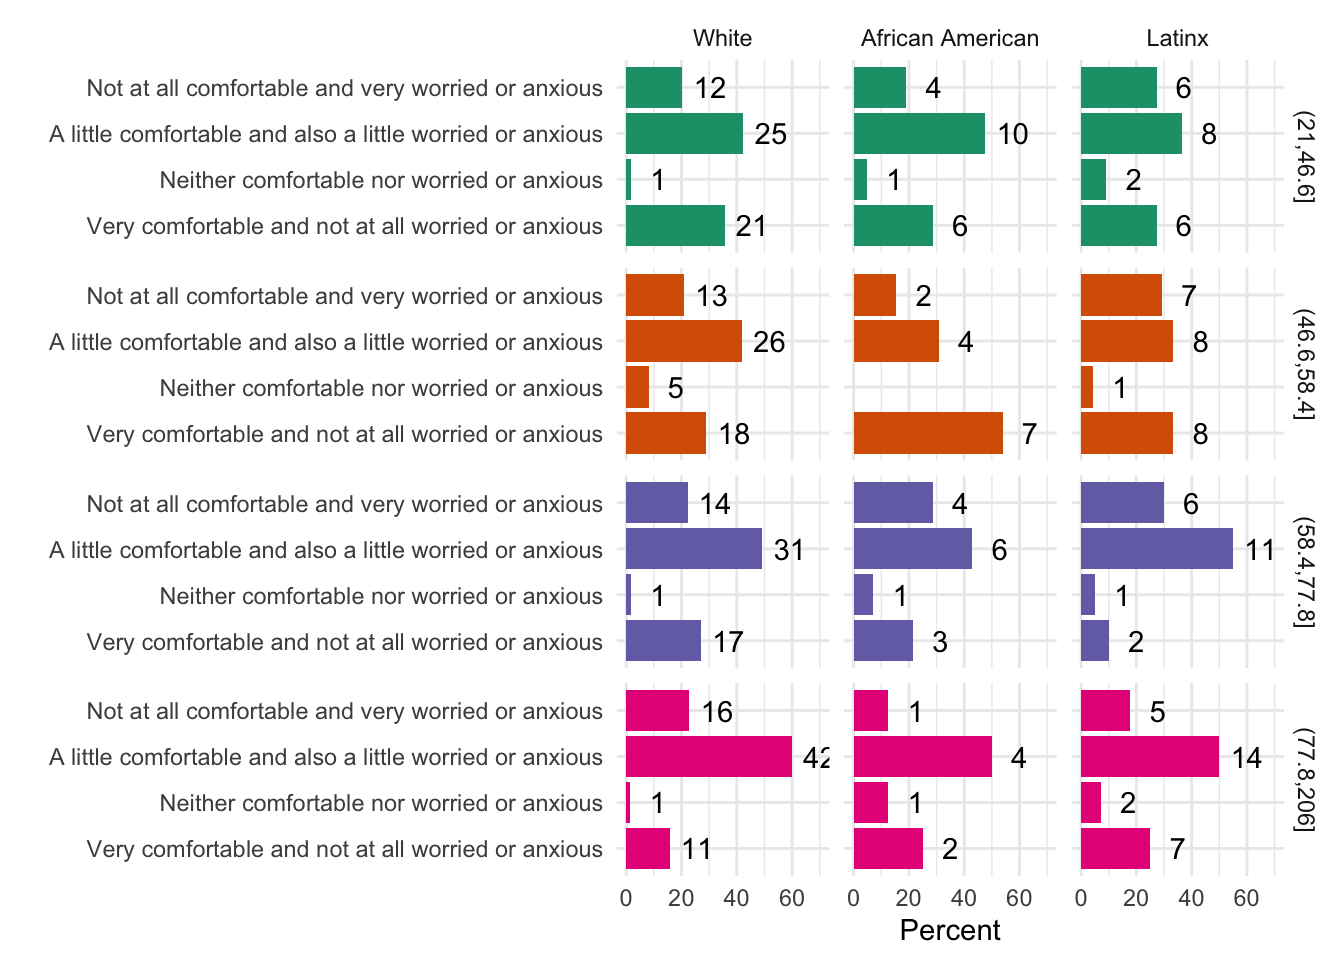 White African American Latinx
Not at all comfortable and very worried or anxious 12 4 6
A little comfortable and also a little worried or anxious 25 10 8
Neither comfortable nor worried or anxious 1 1 2
Very comfortable and not at all worried or anxious 21 6 6
(21,46.6]
Not at all comfortable and very worried or anxious 13 2 7
A little comfortable and also a little worried or anxious 26 4 8
Neither comfortable nor worried or anxious 5 1
Very comfortable and not at all worried or anxious 18 7 8
(46.6,58.4]
Not at all comfortable and very worried or anxious 14 4 6
A little comfortable and also a little worried or anxious 31 6 11
Neither comfortable nor worried or anxious 1 1 1
Very comfortable and not at all worried or anxious 17 3 2
(58.4,77.8]
Not at all comfortable and very worried or anxious 16 1 5
A little comfortable and also a little worried or anxious 42 4 14
Neither comfortable nor worried or anxious 1 1 2
Very comfortable and not at all worried or anxious 11 2 7
(77.8,206]
0 20 40 60 0 20 40 60 0 20 40 60
Percent